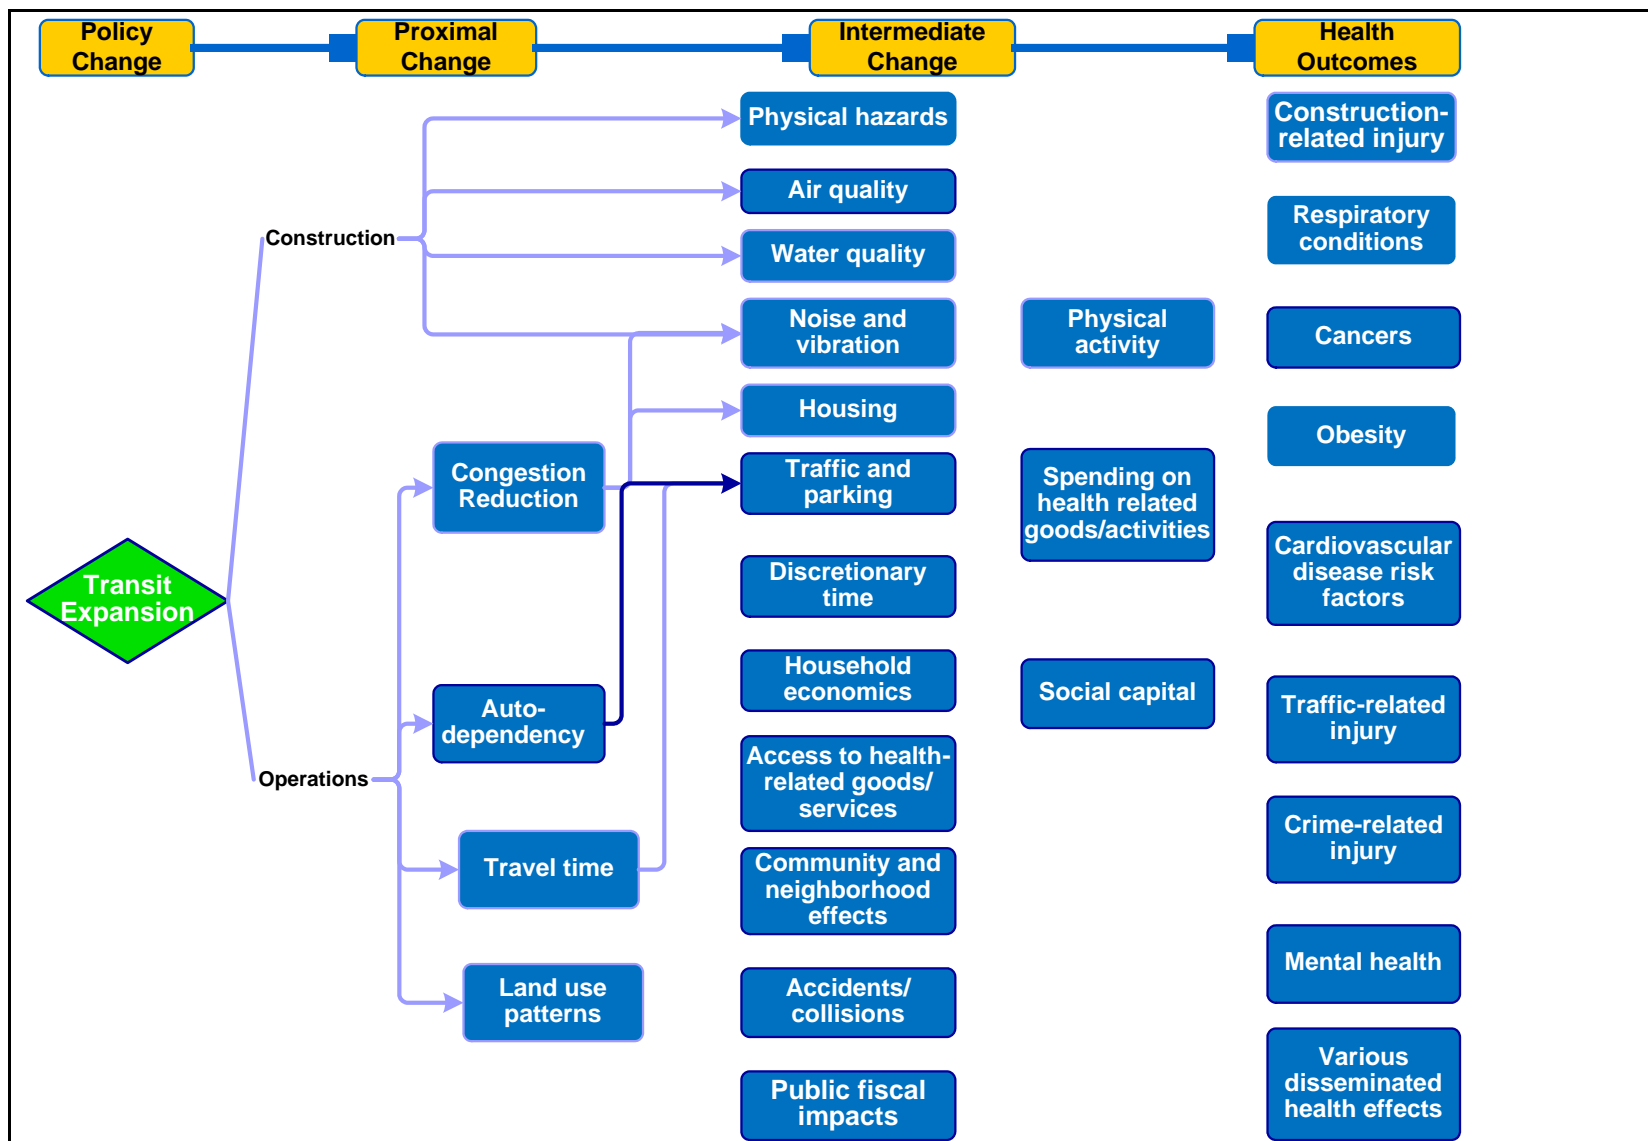 Policy
Change
Proximal
Change
Intermediate
Change
Health
Outcomes
Transit
Expansion
Construction
Operations
Congestion
Reduction
Auto-
dependency
Travel time
Land use
patterns
Physical hazards
Air quality
Water quality
Noise and
vibration
Housing
Traffic and
parking
Discretionary
time
Household
economics
Access to health-
related goods/
services
Community and
neighborhood
effects
Accidents/
collisions
Public fiscal
impacts
Physical
activity
Spending on
health related
goods/activities
Social capital
Construction-
related injury
Respiratory
conditions
Cancers
Obesity
Cardiovascular
disease risk
factors
Traffic-related
injury
Crime-related
injury
Mental health
Various
disseminated
health effects